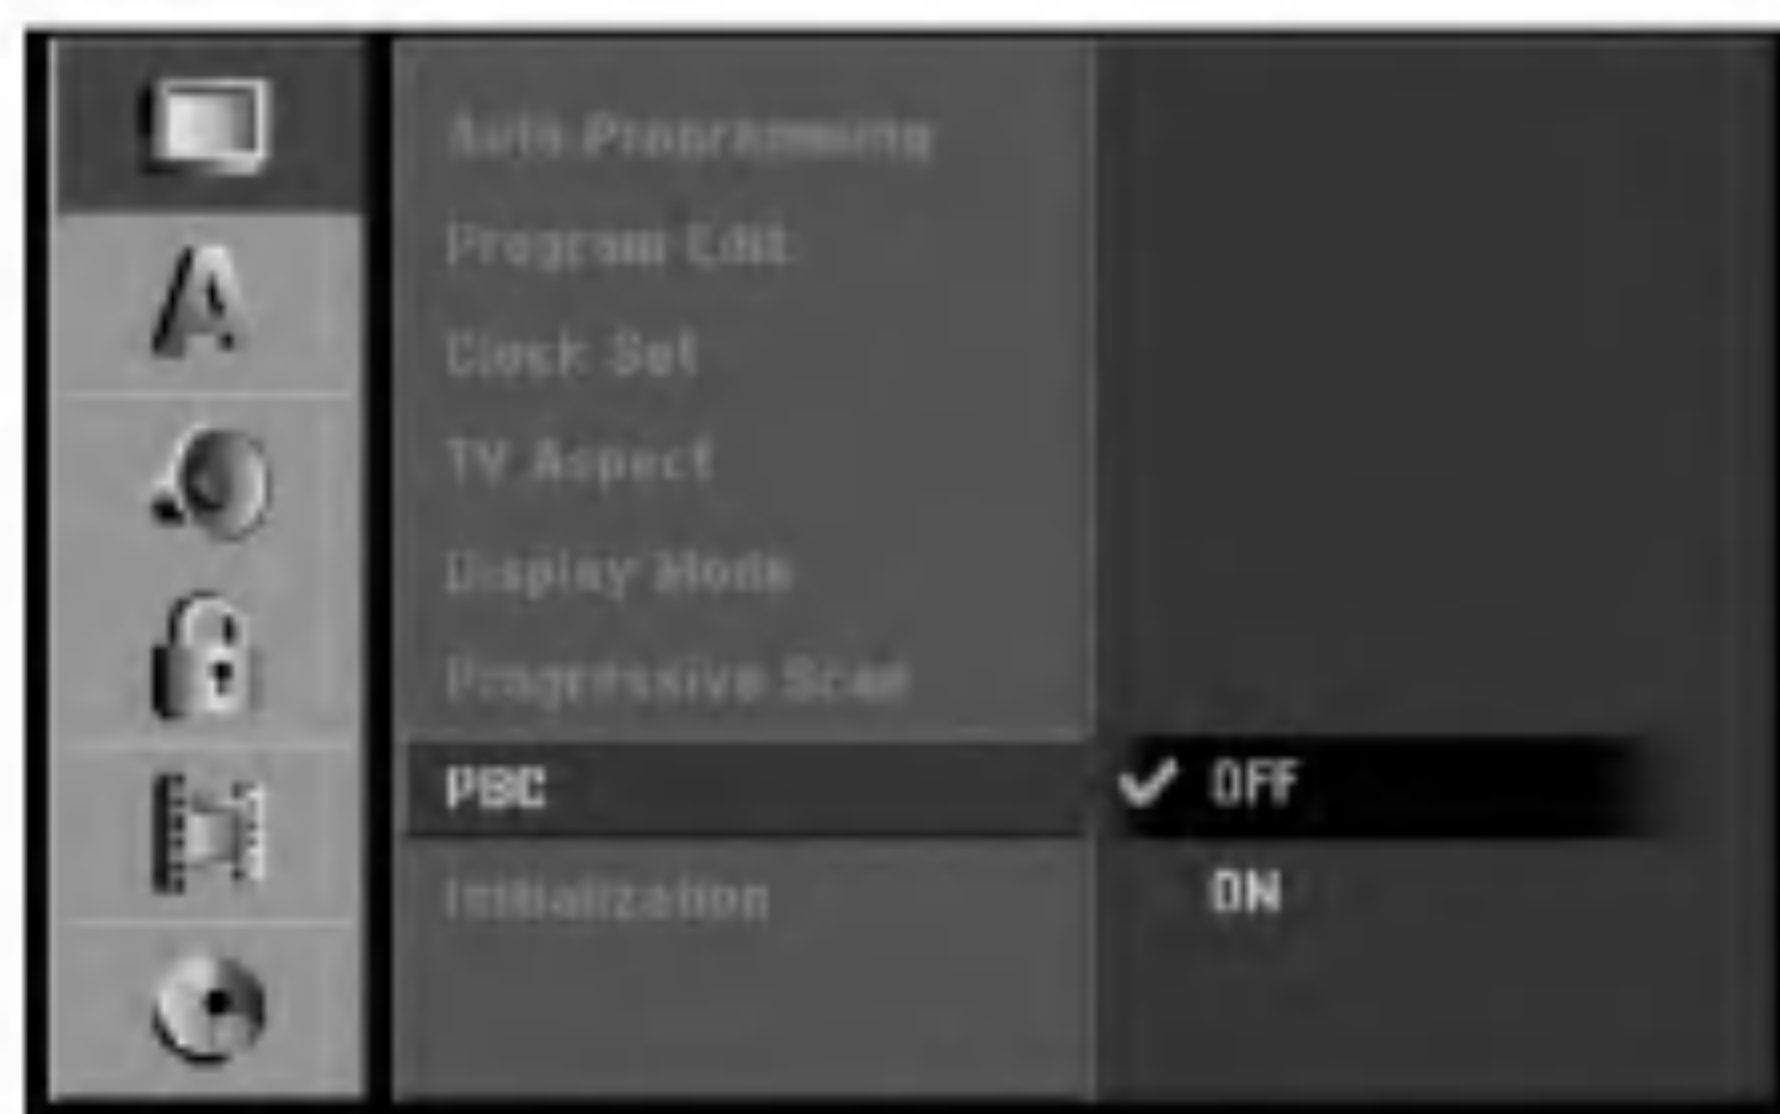 Auto Programming
Program Edit
Clock Set
TV Aspect
Display Mode
Progressive Scan
PBC
✔ OFF
ON
Initialization